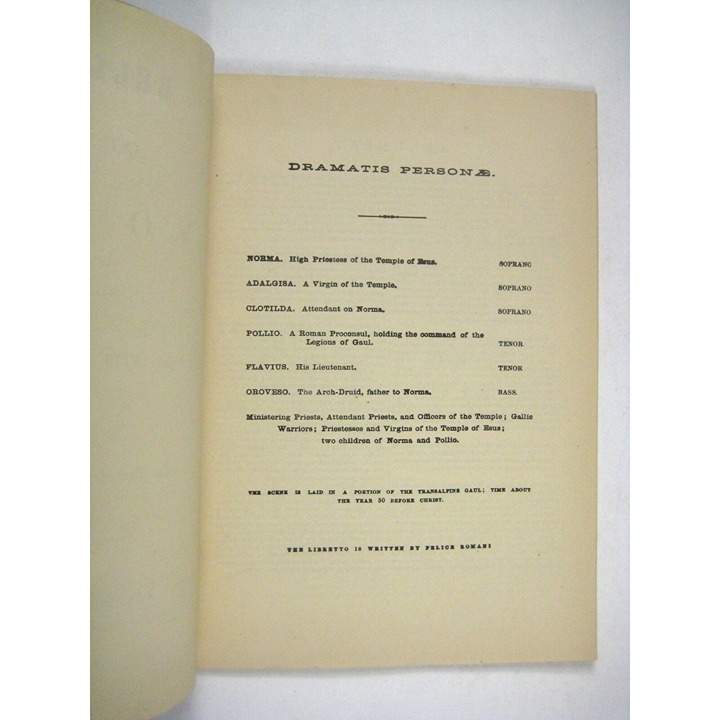 DRAMATIS PERSONÆ.
NORMA. High Priestess of the Temple of Esus. SOPRANO
ADALGISA. A Virgin of the Temple. SOPRANO
CLOTILDA. Attendant on Norma. SOPRANO
POLLIO. A Roman Proconsul, holding the command of the
Legions of Gaul. TENOR
FLAVIUS. His Lieutenant. TENOR
OROVESO. The Arch-Druid, father to Norma. BASS.
Ministering Priests, Attendant Priests, and Officers of the Temple; Gallic
Warriors; Priestesses and Virgins of the Temple of Esus;
two children of Norma and Pollio.
THE SCENE IS LAID IN A PORTION OF THE TRANSALPINE GAUL; TIME ABOUT
THE YEAR 50 BEFORE CHRIST.
THE LIBRETTO IS WRITTEN BY FELICE ROMANI